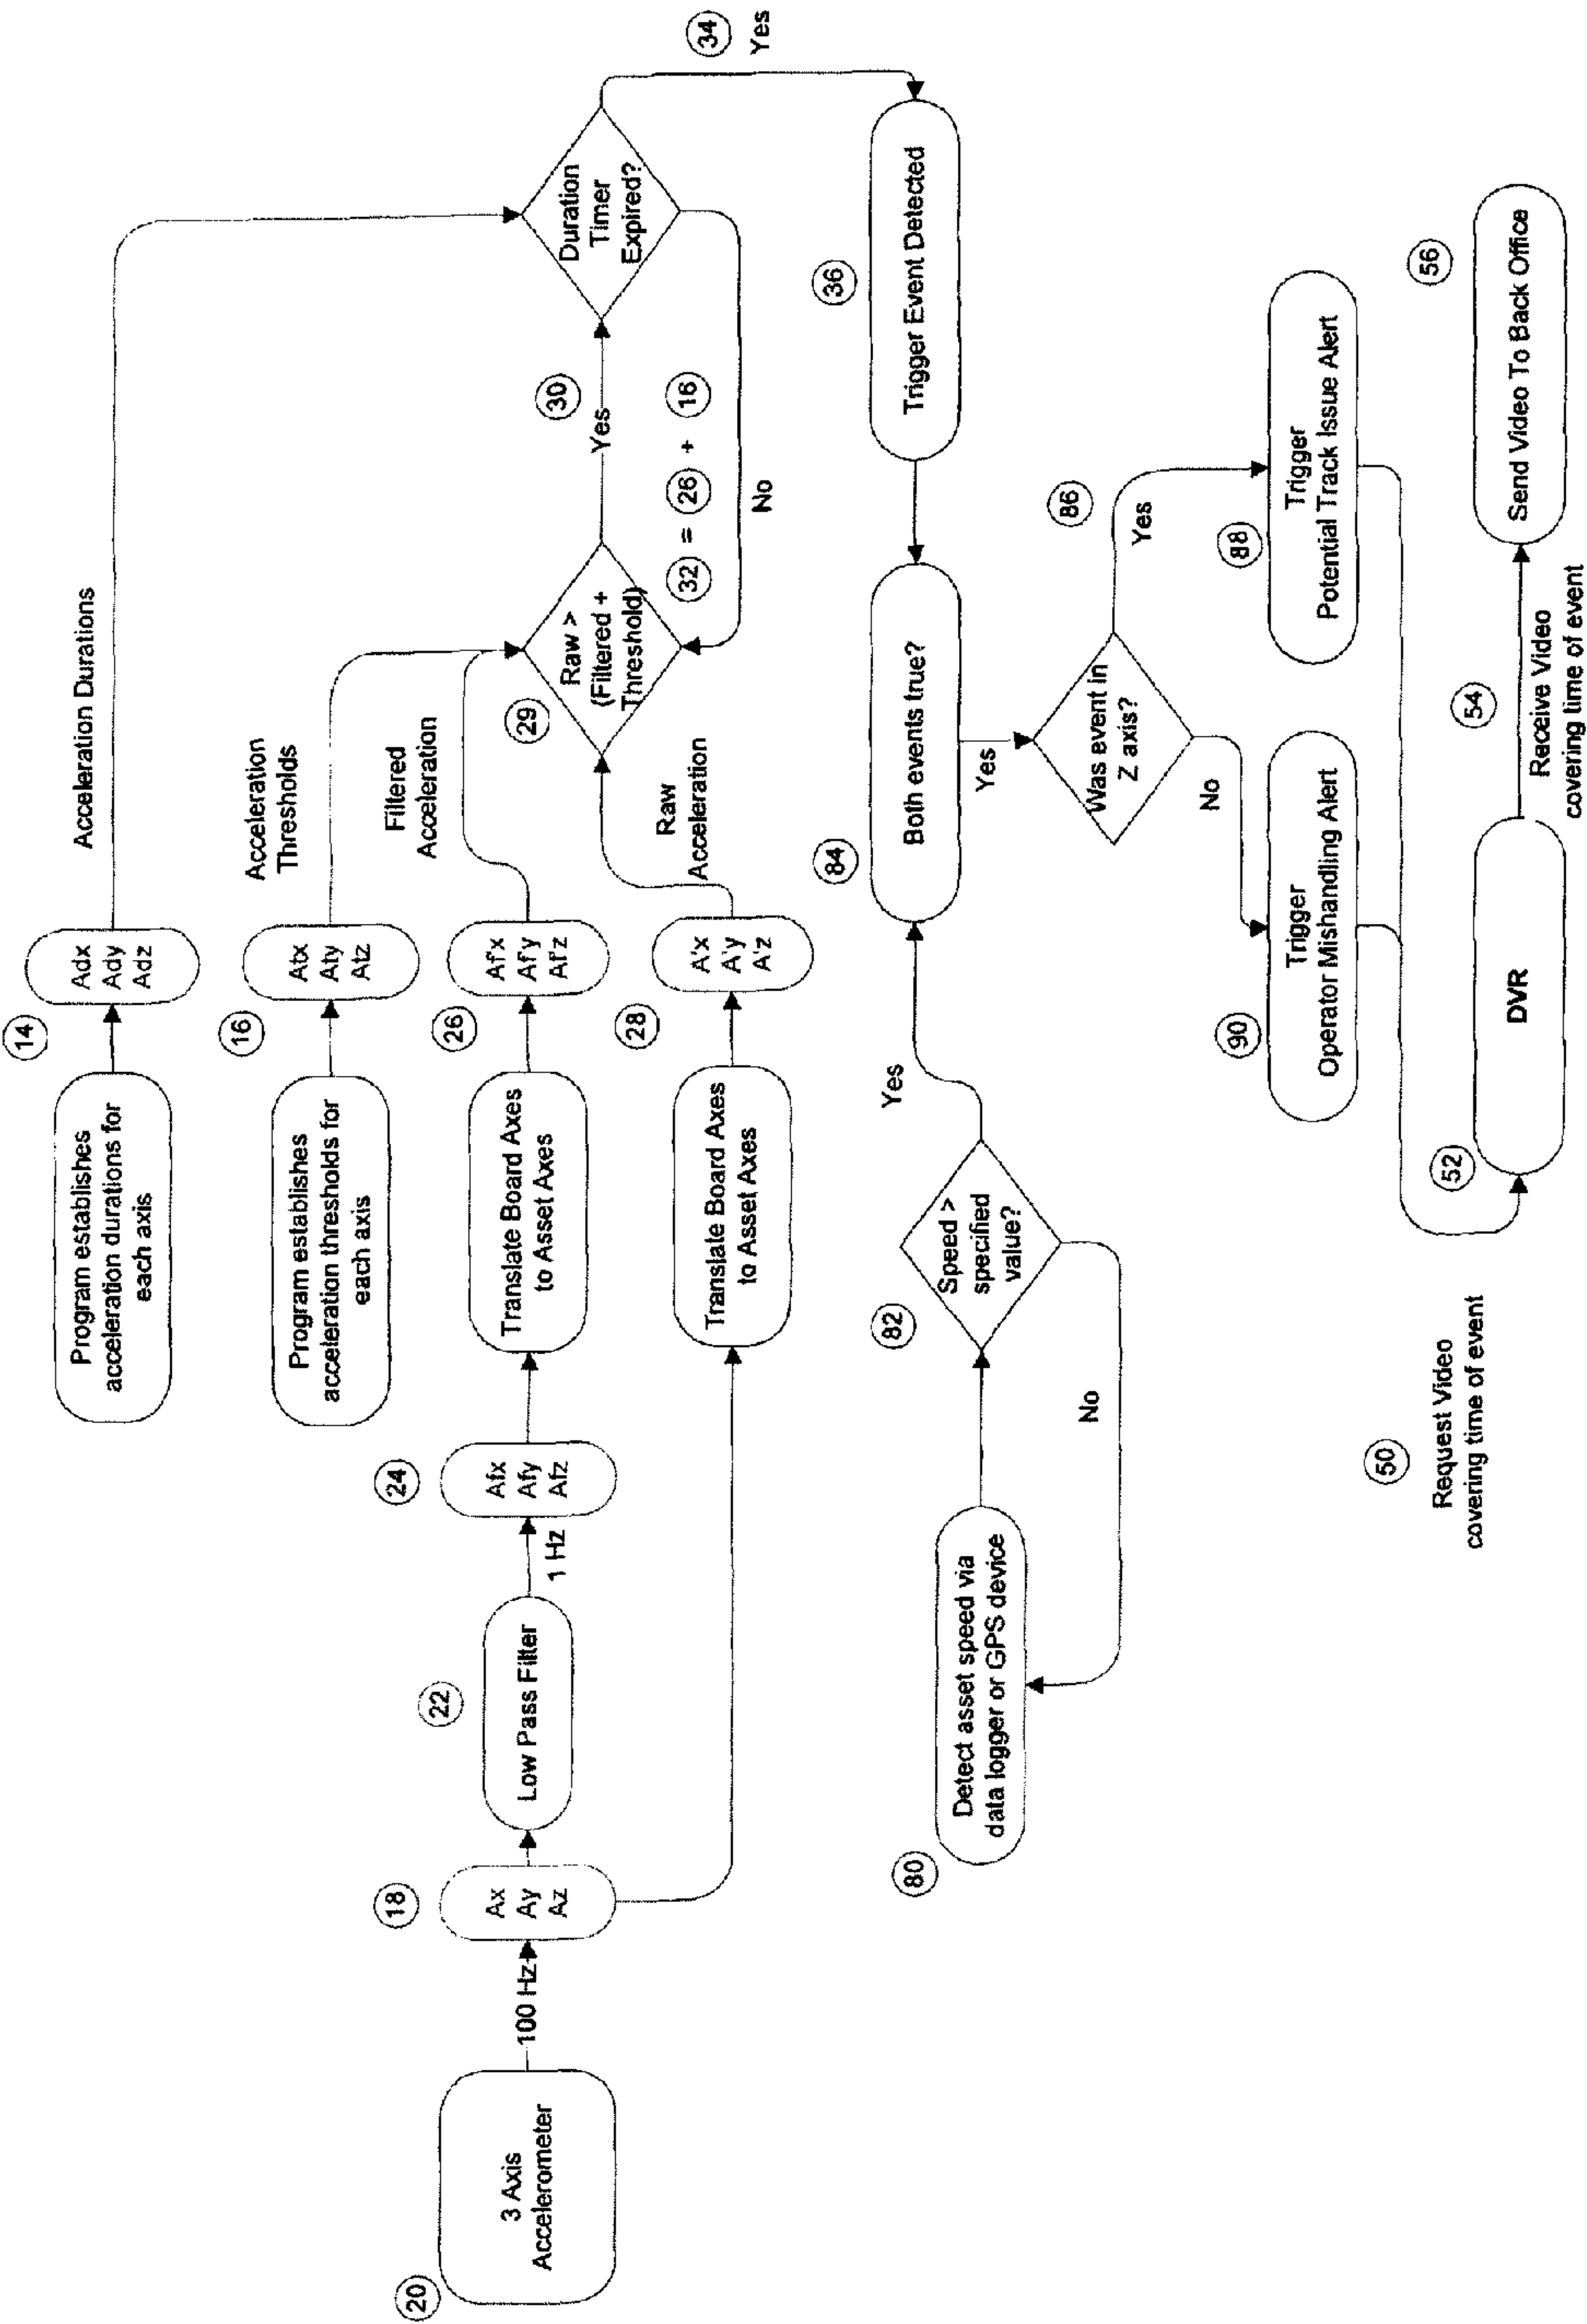 14
Program establishes
acceleration durations for
each axis
Adx
Ady
Adz
Acceleration Durations
16
Program establishes
acceleration thresholds for
each axis
Atx
Aty
Atz
Acceleration
Thresholds
20
3 Axis
Accelerometer
100 Hz
18
Ax
Ay
Az
22
Low Pass Filter
1 Hz
24
Afx
Afy
Afz
Translate Board Axes
to Asset Axes
26
Af'x
Af'y
Af'z
Filtered
Acceleration
Translate Board Axes
to Asset Axes
28
A'x
A'y
A'z
Raw
Acceleration
29
Raw >
(Filtered +
Threshold)
Yes
30
32 = 26 + 16
No
Duration
Timer
Expired?
34
Yes
36
Trigger Event Detected
80
Detect asset speed via
data logger or GPS device
82
Speed >
specified
value?
No
Yes
84
Both events true?
Yes
Was event in
Z axis?
86
Yes
No
88
Trigger
Potential Track Issue Alert
90
Trigger
Operator Mishandling Alert
50
Request Video
covering time of event
52
DVR
54
Receive Video
covering time of event
56
Send Video To Back Office